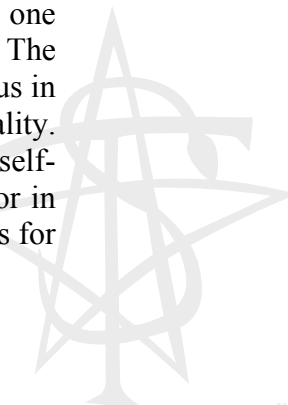 one
The
us in
ality.
self-
or in
s for